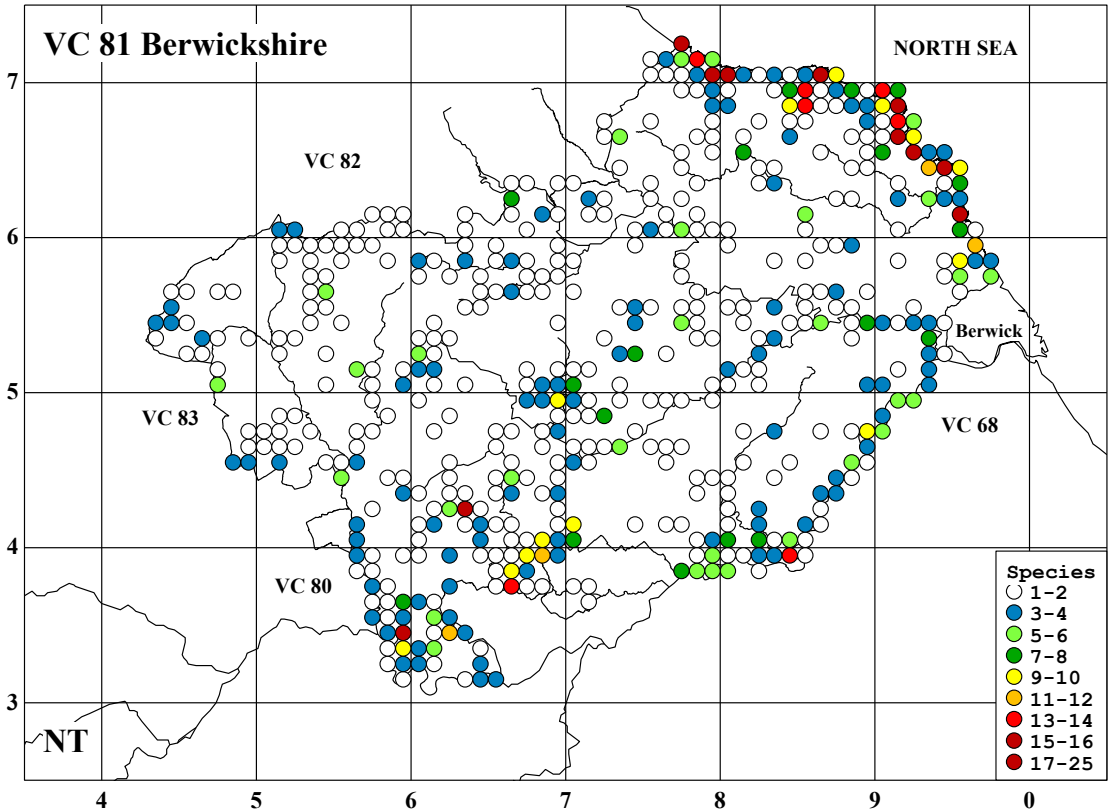 VC 81 Berwickshire
NORTH SEA
7
VC 82
6
Berwick
5
VC 83
VC 68
4
VC 80
3
NT
Species
1-2
3-4
5-6
7-8
9-10
11-12
13-14
15-16
17-25
4 5 6 7 8 9 0